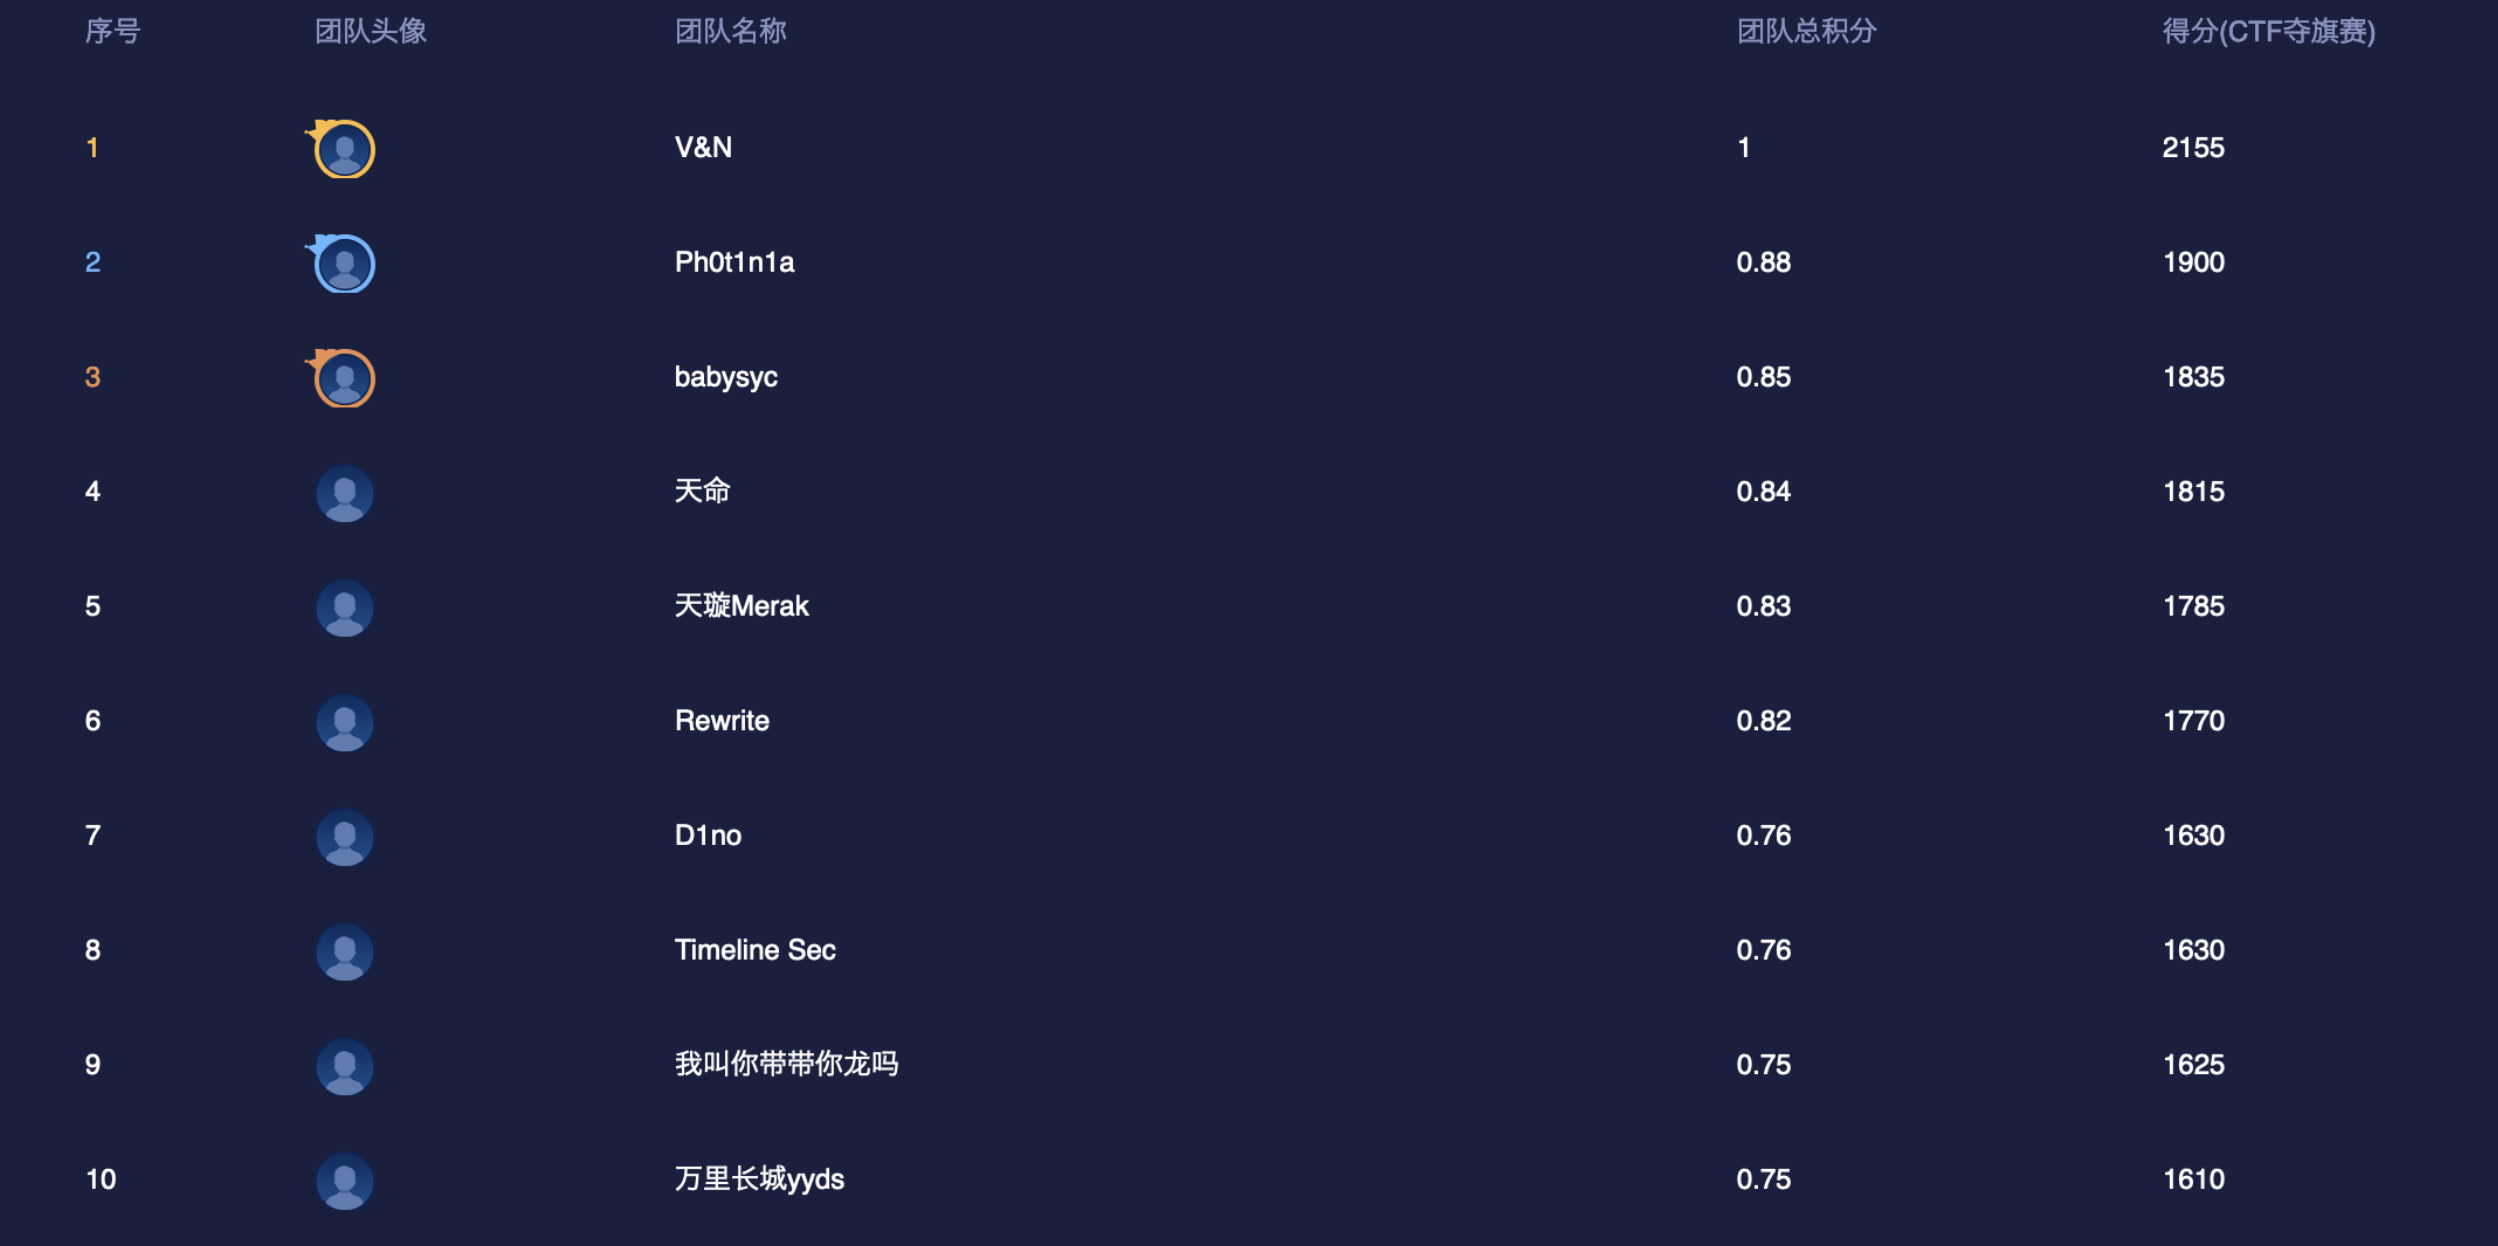 序号 团队头像 团队名称 团队总积分 得分(CTF夺旗赛)
1 V&N 1 2155
2 Ph0t1n1a 0.88 1900
3 babysyc 0.85 1835
4 天命 0.84 1815
5 天璇Merak 0.83 1785
6 Rewrite 0.82 1770
7 D1no 0.76 1630
8 Timeline Sec 0.76 1630
9 我叫你带带你龙吗 0.75 1625
10 万里长城yyds 0.75 1610